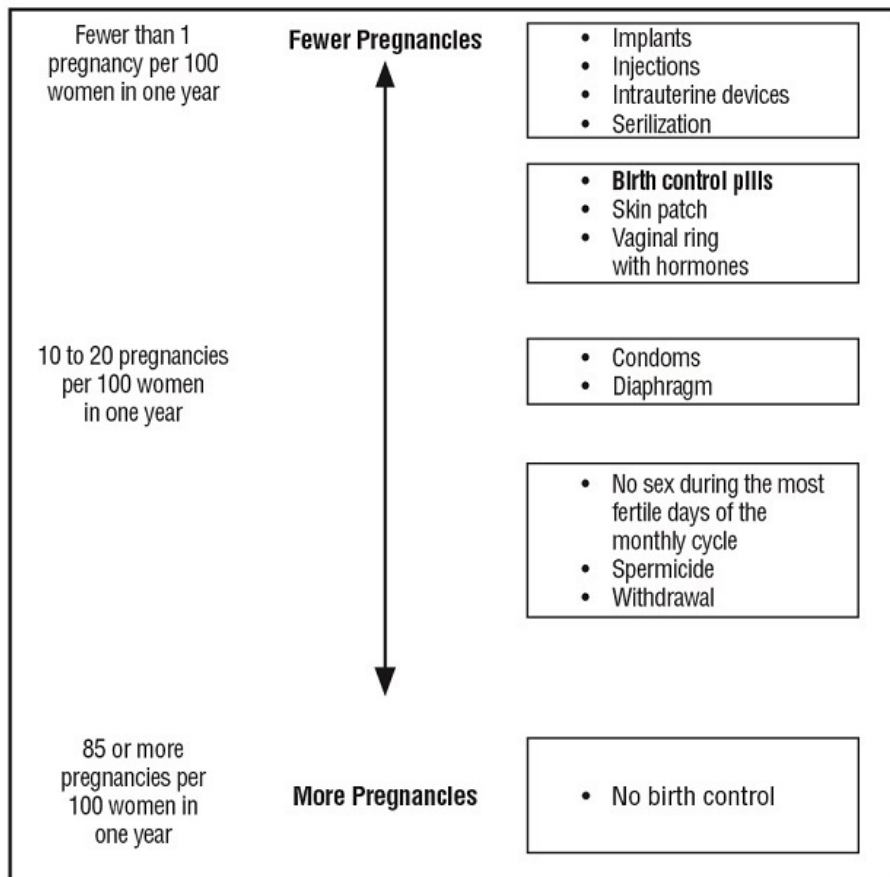 Fewer than 1
pregnancy per 100
women in one year
Fewer Pregnancies
• Implants
• Injections
• Intrauterine devices
• Serilization
• Birth control pills
• Skin patch
• Vaginal ring
with hormones
10 to 20 pregnancies
per 100 women
in one year
• Condoms
• Diaphragm
• No sex during the most
fertile days of the
monthly cycle
• Spermicide
• Withdrawal
85 or more
pregnancies per
100 women in
one year
More Pregnancies
• No birth control